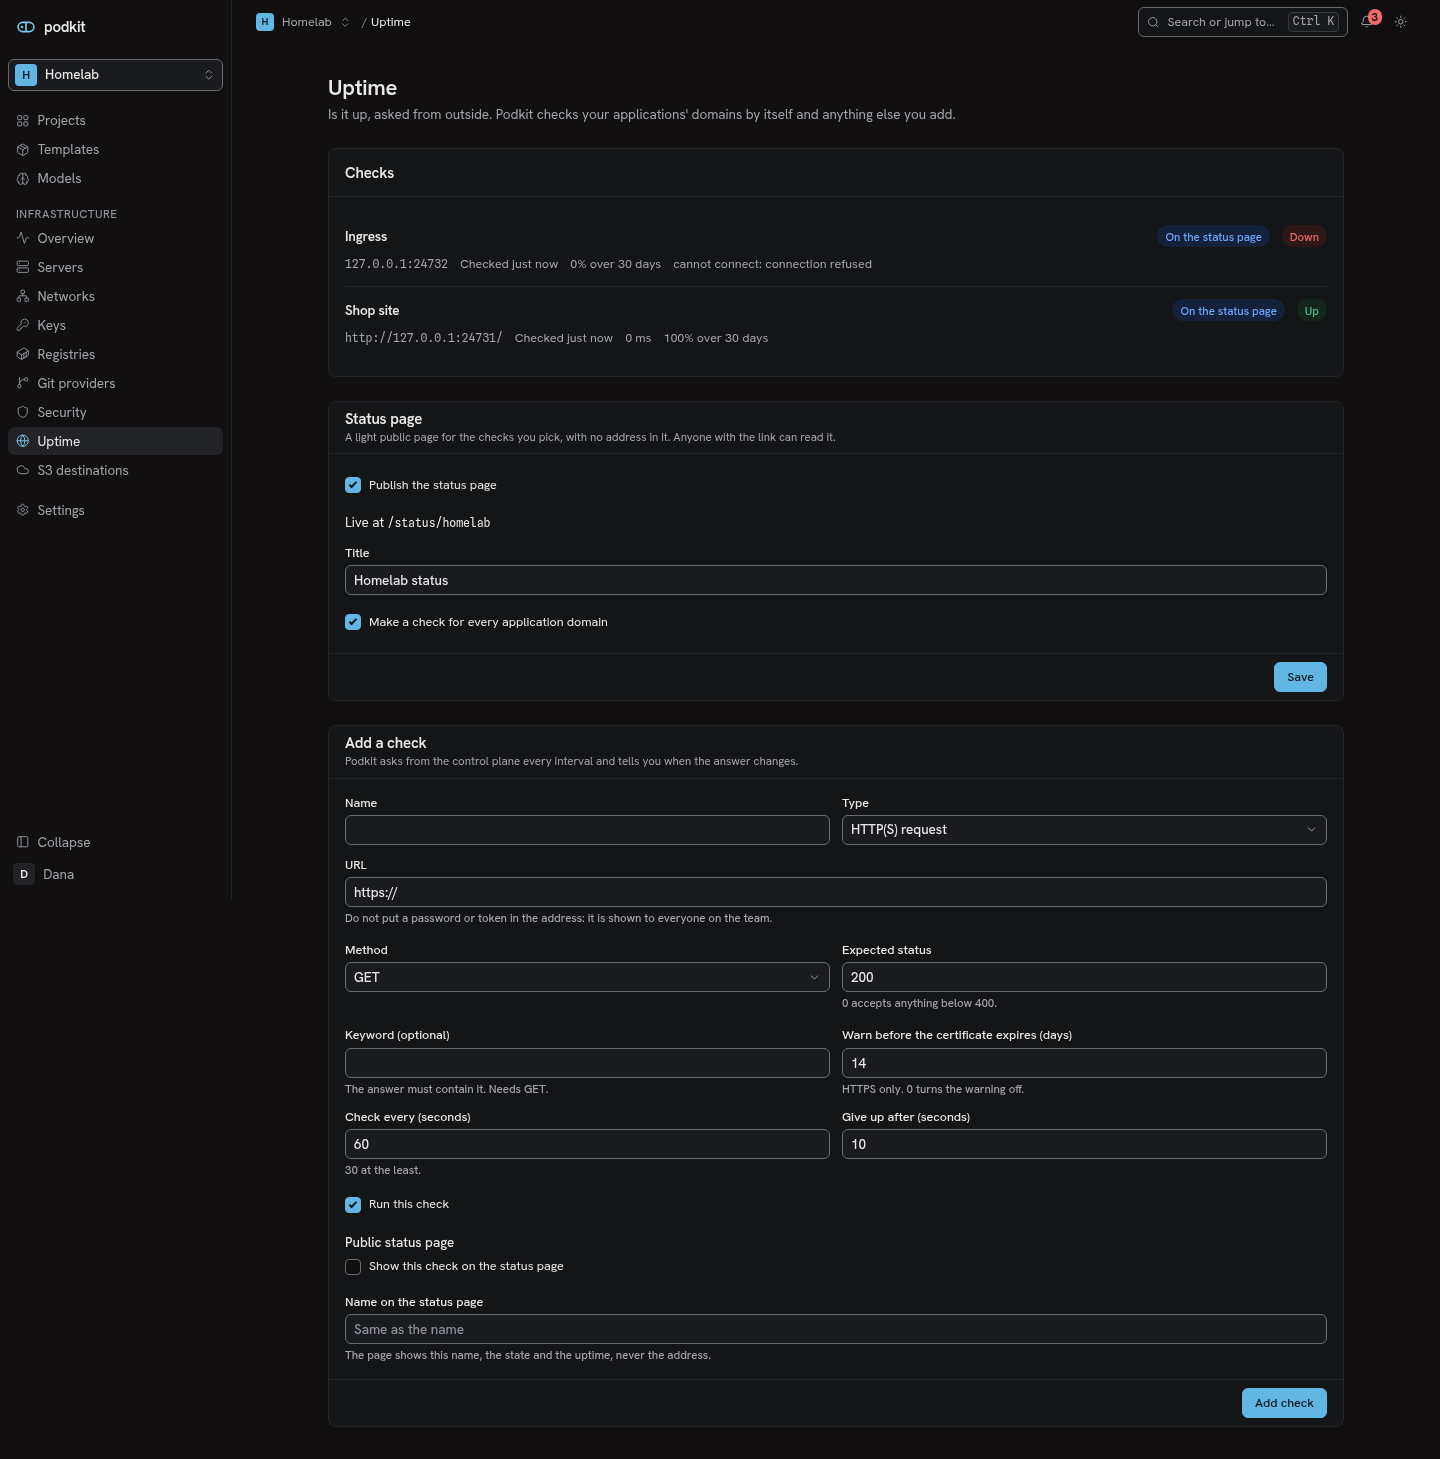 podkit
H Homelab
Projects
Templates
Models
INFRASTRUCTURE
Overview
Servers
Networks
Keys
Registries
Git providers
Security
Uptime
S3 destinations
Settings
Collapse
D Dana
H Homelab / Uptime
Search or jump to... Ctrl K
3
Uptime
Is it up, asked from outside. Podkit checks your applications' domains by itself and anything else you add.
Checks
Ingress On the status page Down
127.0.0.1:24732 Checked just now 0% over 30 days cannot connect: connection refused
Shop site On the status page Up
http://127.0.0.1:24731/ Checked just now 0 ms 100% over 30 days
Status page
A light public page for the checks you pick, with no address in it. Anyone with the link can read it.
Publish the status page
Live at /status/homelab
Title
Homelab status
Make a check for every application domain
Save
Add a check
Podkit asks from the control plane every interval and tells you when the answer changes.
Name Type
HTTP(S) request
URL
https://
Do not put a password or token in the address: it is shown to everyone on the team.
Method Expected status
GET 200
0 accepts anything below 400.
Keyword (optional) Warn before the certificate expires (days)
14
The answer must contain it. Needs GET. HTTPS only. 0 turns the warning off.
Check every (seconds) Give up after (seconds)
60 10
30 at the least.
Run this check
Public status page
Show this check on the status page
Name on the status page
Same as the name
The page shows this name, the state and the uptime, never the address.
Add check